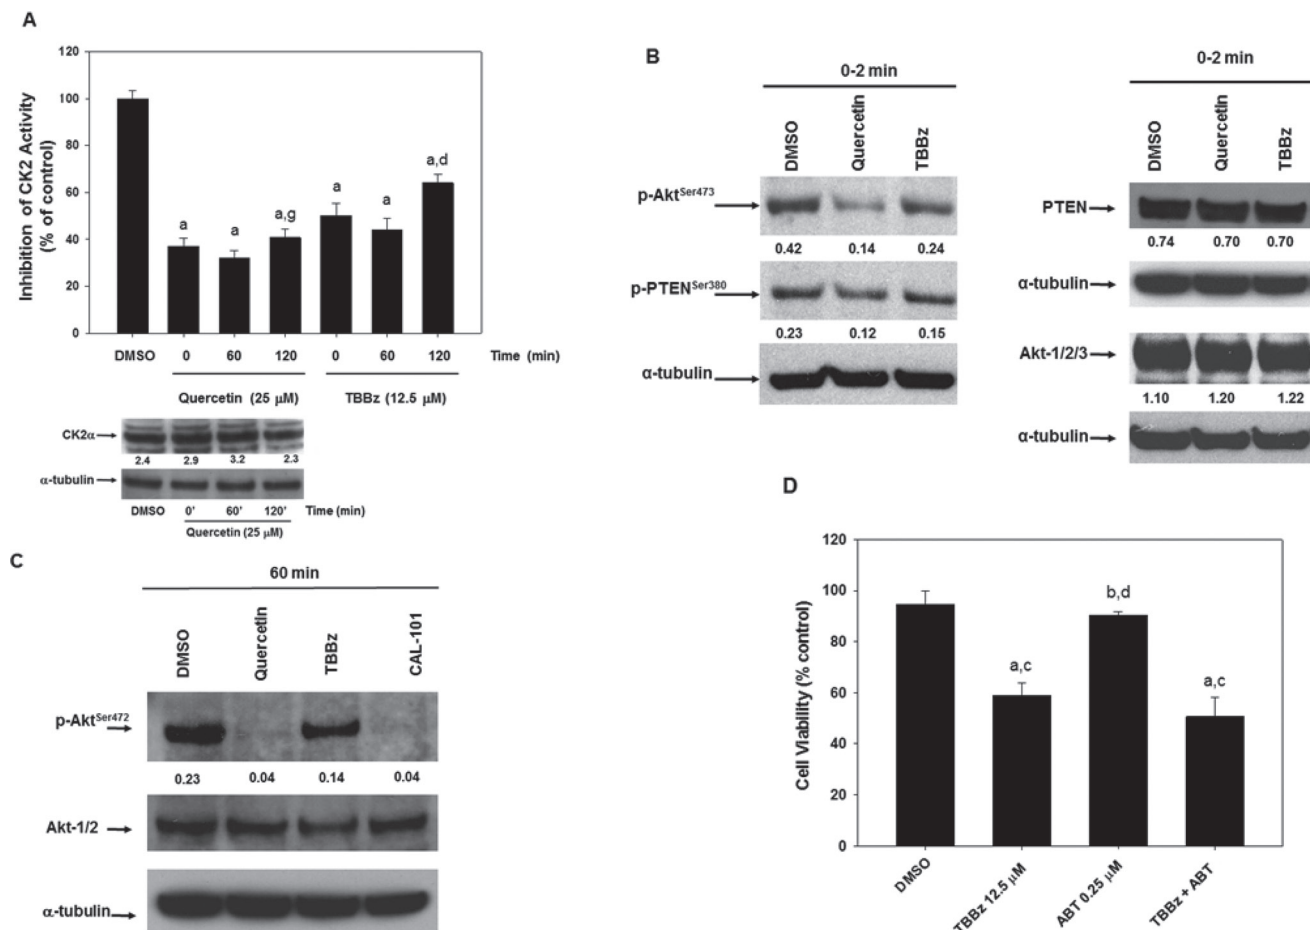 A
Inhibition of CK2 Activity
(% of control)
120
100
80
60
40
20
0
a
a
a,g
a
a
a,d
DMSO 0 60 120 0 60 120 Time (min)
Quercetin (25 μM) TBBz (12.5 μM)
CK2α
2.4 2.9 3.2 2.3
α-tubulin
DMSO 0' 60' 120' Time (min)
Quercetin (25 μM)
B
0-2 min
DMSO Quercetin TBBz
p-Akt^Ser473
0.42 0.14 0.24
p-PTEN^Ser380
0.23 0.12 0.15
α-tubulin
0-2 min
DMSO Quercetin TBBz
PTEN
0.74 0.70 0.70
α-tubulin
Akt-1/2/3
1.10 1.20 1.22
α-tubulin
C
60 min
DMSO Quercetin TBBz CAL-101
p-Akt^Ser472
0.23 0.04 0.14 0.04
Akt-1/2
α-tubulin
D
Cell Viability (% control)
120
100
80
60
40
20
0
a,c
b,d
a,c
DMSO TBBz 12.5 μM ABT 0.25 μM TBBz + ABT